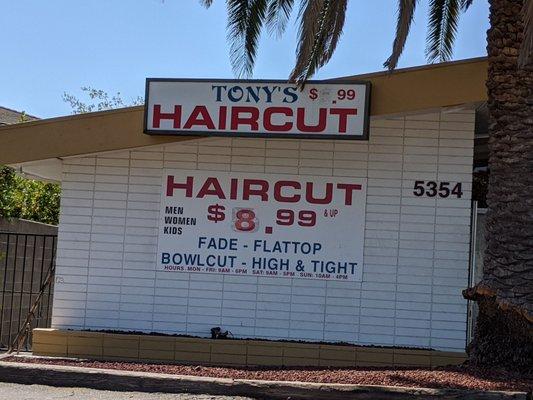 TONY'S $ .99
HAIRCUT
HAIRCUT
MEN
WOMEN
KIDS
$8.99 & UP
FADE - FLATTOP
BOWLCUT - HIGH & TIGHT
HOURS: MON - FRI: 9AM - 6PM SAT: 9AM - 5PM SUN: 10AM - 4PM
5354